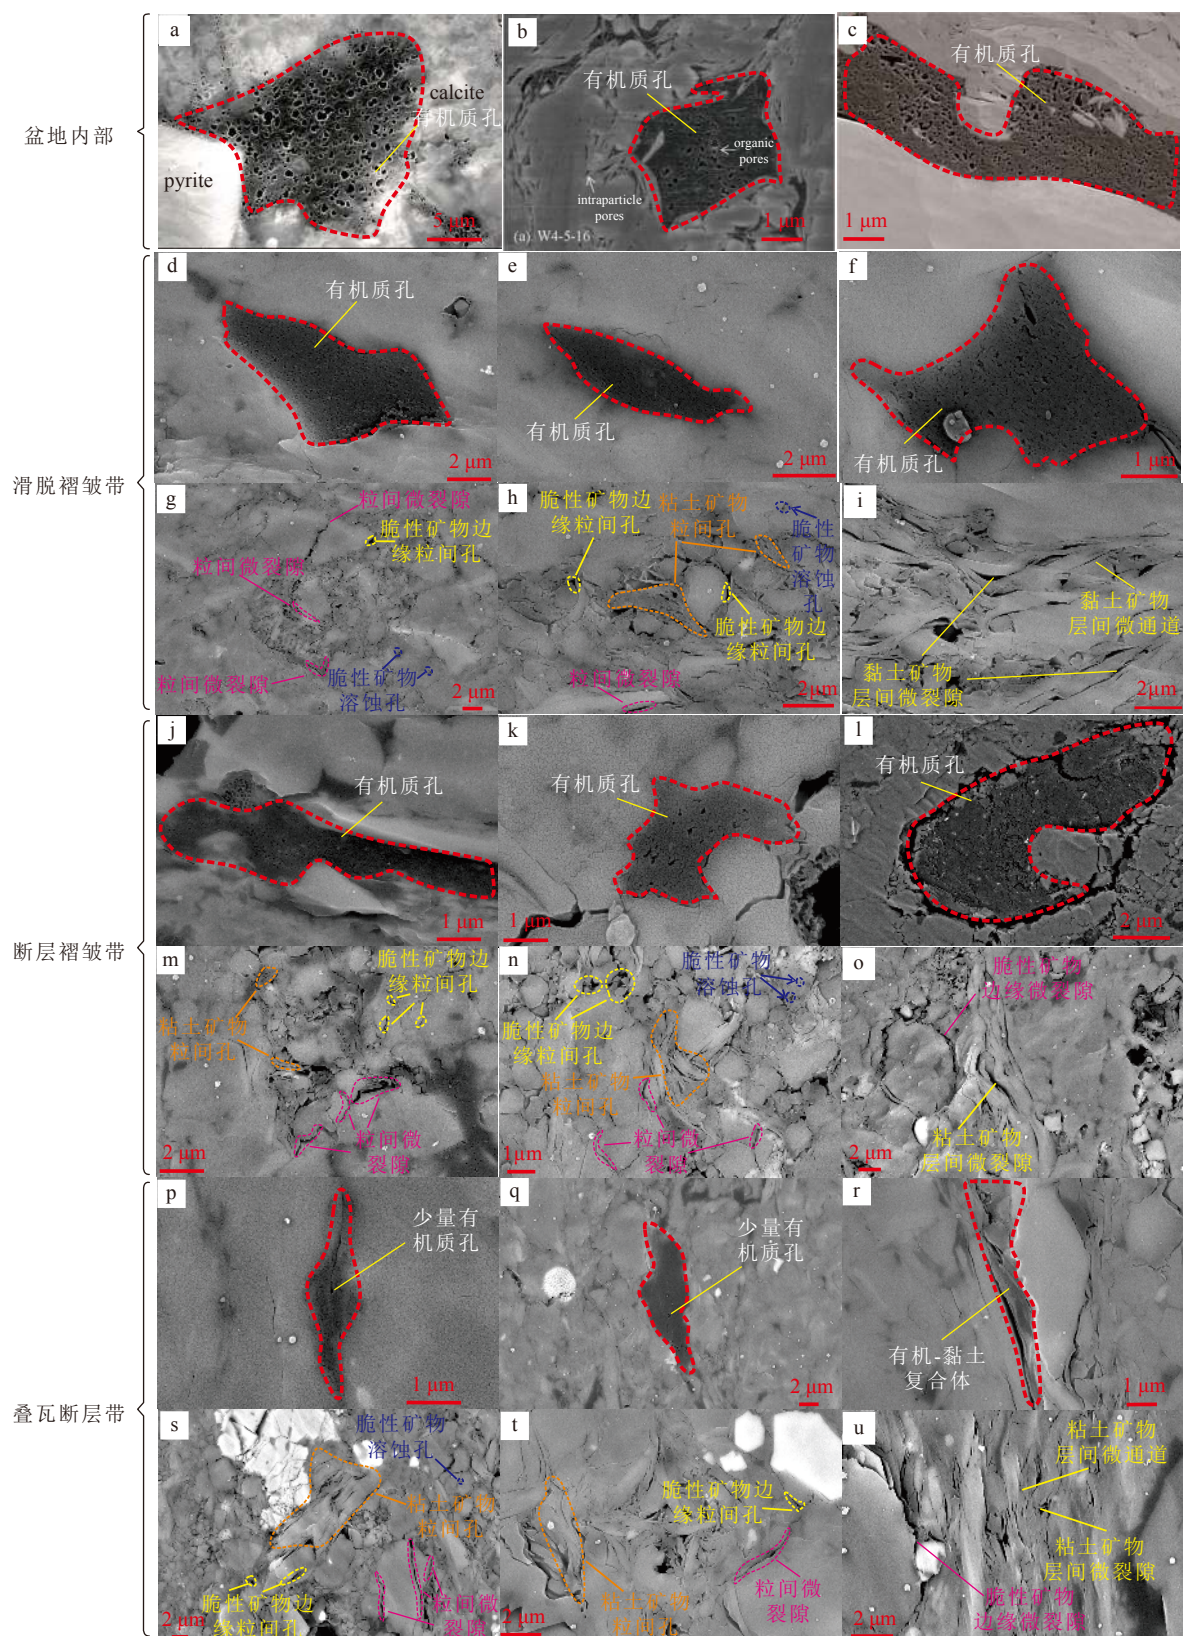 盆地内部
a
calcite
有机质孔
pyrite
5 μm
b
有机质孔
organic
pores
intraparticle
pores
(a) W4-5-16
1 μm
c
有机质孔
1 μm
滑脱褶皱带
d
有机质孔
2 μm
e
有机质孔
2 μm
f
有机质孔
1 μm
g
粒间微裂隙
脆性矿物边
缘粒间孔
粒间微裂隙
粒间微裂隙
脆性矿物
溶蚀孔
2 μm
h
脆性矿物边
缘粒间孔
粘土矿物
粒间孔
脆性
矿物
溶蚀
孔
脆性矿物边
缘粒间孔
粒间微裂隙
2μm
i
黏土矿物
层间微通道
黏土矿物
层间微裂隙
2μm
断层褶皱带
j
有机质孔
1 μm
k
有机质孔
1 μm
l
有机质孔
2 μm
m
脆性矿物边
缘粒间孔
粘土矿物
粒间孔
粒间微
裂隙
2 μm
n
脆性矿物
溶蚀孔
脆性矿物边
缘粒间孔
粘土矿物
粒间孔
粒间微
裂隙
1μm
o
脆性矿物
边缘微裂隙
粘土矿物
层间微裂隙
2 μm
叠瓦断层带
p
少量有
机质孔
1 μm
q
少量有
机质孔
2 μm
r
有机-黏土
复合体
1 μm
s
脆性矿物
溶蚀孔
粘土矿物
粒间孔
脆性矿物边
缘粒间孔
粒间微
裂隙
2 μm
t
脆性矿物边
缘粒间孔
粒间微
裂隙
粘土矿物
粒间孔
2 μm
u
粘土矿物
层间微通道
粘土矿物
层间微裂隙
脆性矿物
边缘微裂隙
2 μm